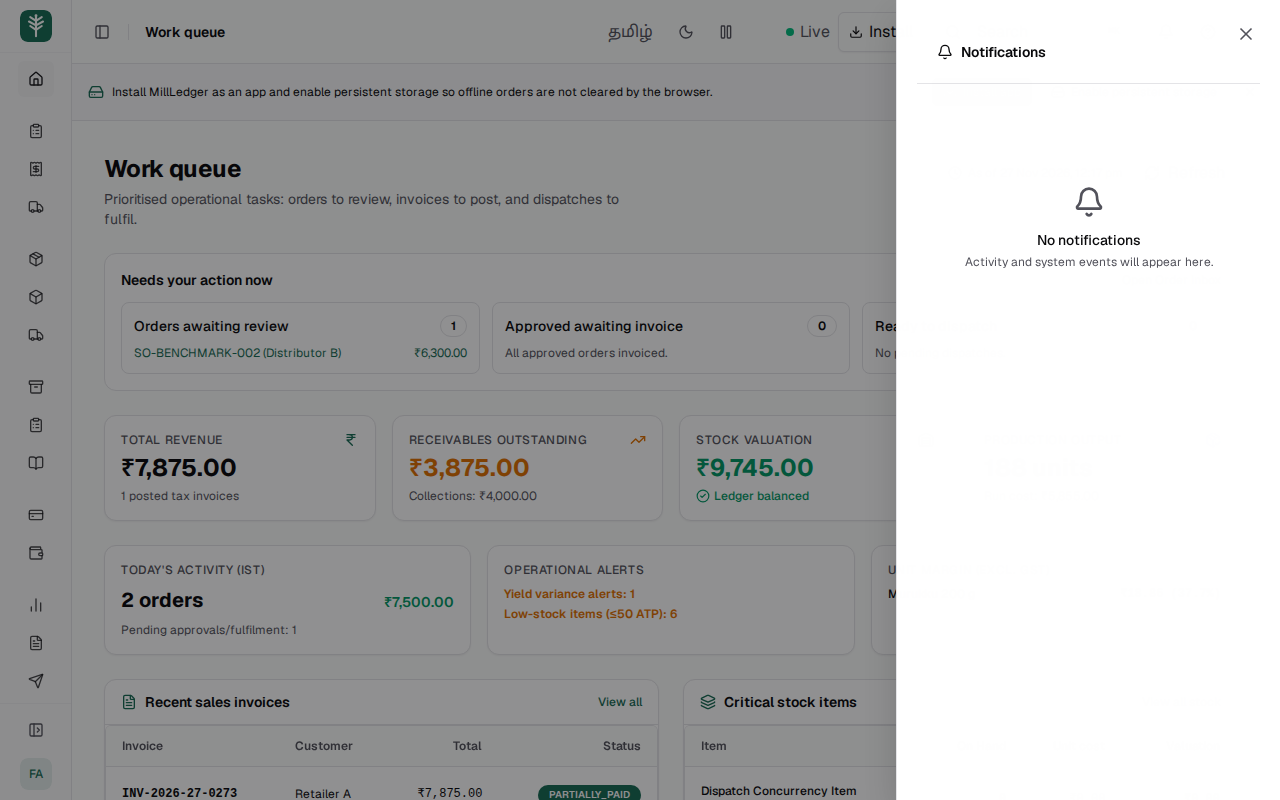 Work queue
தமிழ்
Live
Inst
Notifications
Install MillLedger as an app and enable persistent storage so offline orders are not cleared by the browser.
Work queue
Prioritised operational tasks: orders to review, invoices to post, and dispatches to
fulfil.
No notifications
Activity and system events will appear here.
Needs your action now
Orders awaiting review 1
SO-BENCHMARK-002 (Distributor B) ₹6,300.00
Approved awaiting invoice 0
All approved orders invoiced.
Rea
No
TOTAL REVENUE
₹7,875.00
1 posted tax invoices
RECEIVABLES OUTSTANDING
₹3,875.00
Collections: ₹4,000.00
STOCK VALUATION
₹9,745.00
Ledger balanced
TODAY'S ACTIVITY (IST)
2 orders ₹7,500.00
Pending approvals/fulfilment: 1
OPERATIONAL ALERTS
Yield variance alerts: 1
Low-stock items (≤50 ATP): 6
U
M
Recent sales invoices View all
Invoice Customer Total Status
INV-2026-27-0273 Retailer A ₹7,875.00 PARTIALLY_PAID
Critical stock items
Item
Dispatch Concurrency Item
FA